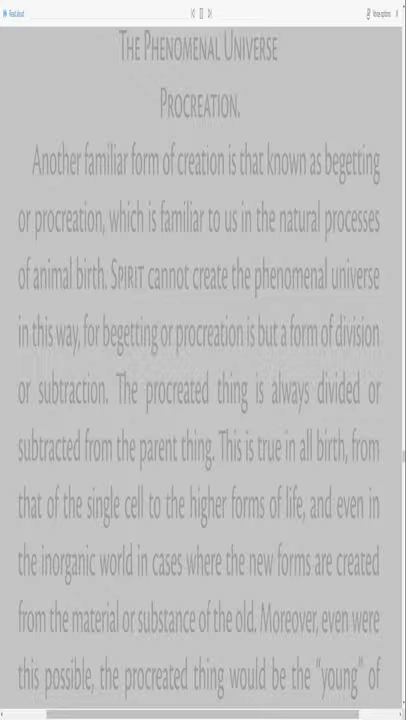 Read aloud
More options
THE PHENOMENAL UNIVERSE
PROCREATION.
Another familiar form of creation is that known as begetting
or procreation, which is familiar to us in the natural processes
of animal birth. SPIRIT cannot create the phenomenal universe
in this way, for begetting or procreation is but a form of division
or subtraction. The procreated thing is always divided or
subtracted from the parent thing. This is true in all birth, from
that of the single cell to the higher forms of life, and even in
the inorganic world in cases where the new forms are created
from the material or substance of the old. Moreover, even were
this possible, the procreated thing would be the “young” of